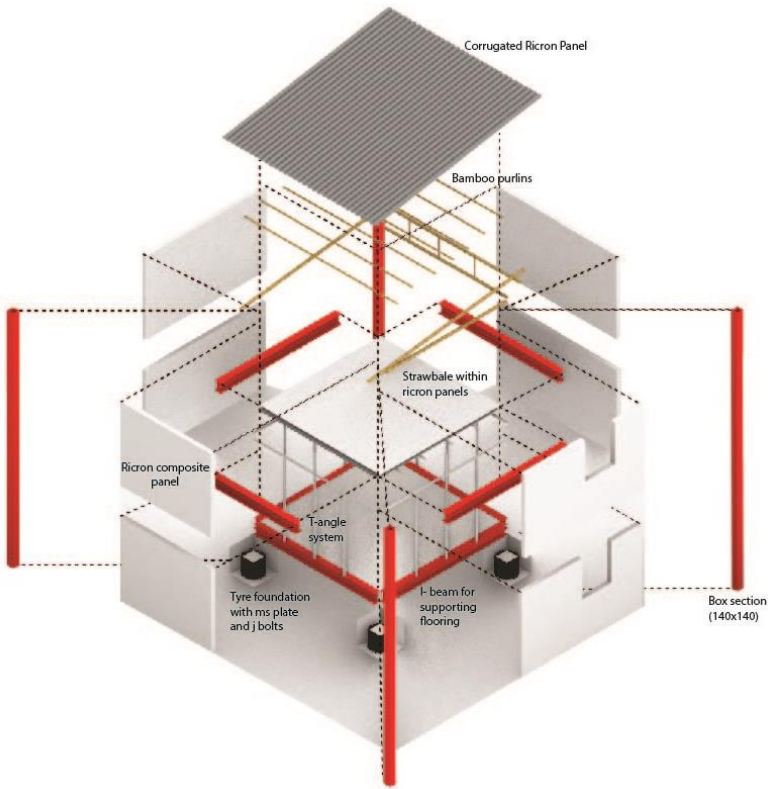 Corrugated Ricron Panel
Bamboo purlins
Strawbale within
ricron panels
Ricron composite
panel
T-angle
system
Tyre foundation
with ms plate
and j bolts
I- beam for
supporting
flooring
Box section
(140x140)